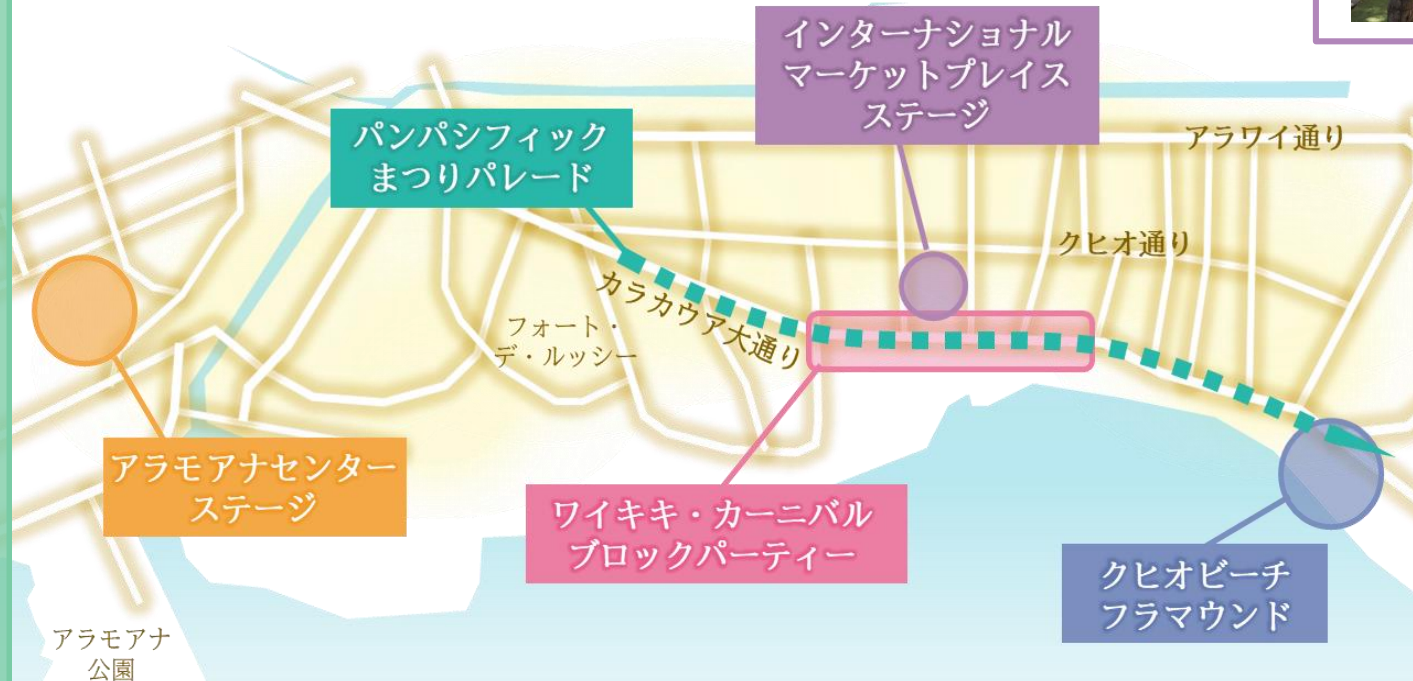 インターナショナル
マーケットプレイス
ステージ
パンパシフィック
まつりパレード
アラワイ通り
クヒオ通り
カラカウア大通り
フォート・
デ・ルッシー
アラモアナセンター
ステージ
ワイキキ・カーニバル
ブロックパーティー
クヒオビーチ
フラマウンド
アラモアナ
公園